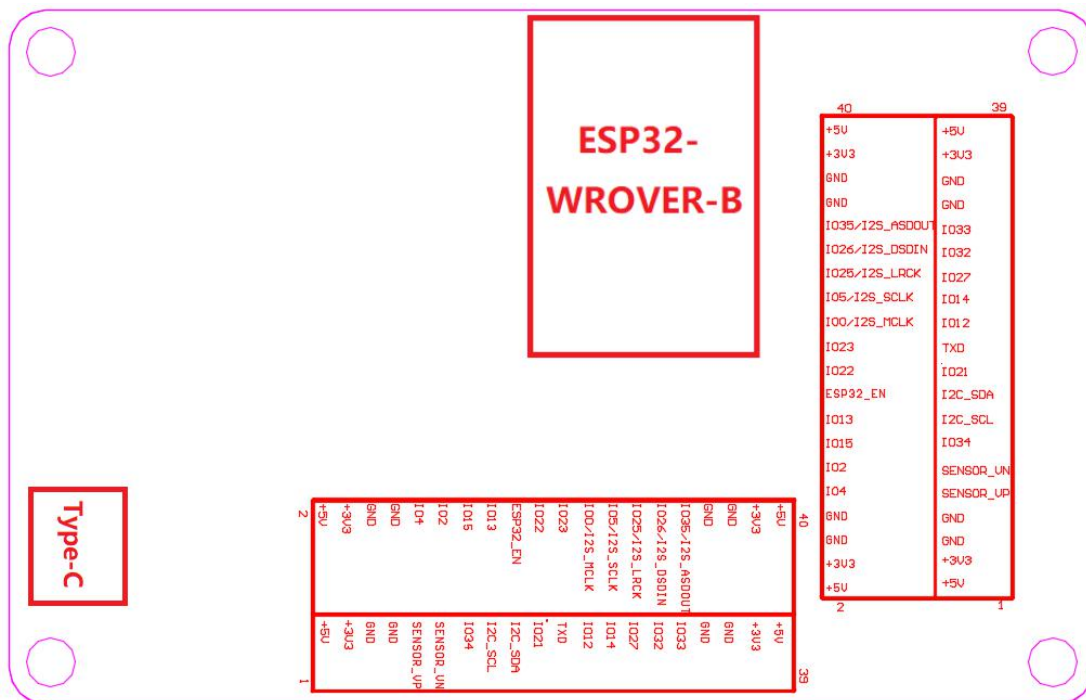 ESP32-
WROVER-B
40 39
+5V +5V
+3V3 +3V3
GND GND
GND GND
IO35/I2S_ASDOUT IO33
IO26/I2S_DSDIN IO32
IO25/I2S_LRCK IO27
IO5/I2S_SCLK IO14
IO0/I2S_MCLK IO12
IO23 TXD
IO22 IO21
ESP32_EN I2C_SDA
IO13 I2C_SCL
IO15 IO34
IO2 SENSOR_VN
IO4 SENSOR_VP
GND GND
GND GND
+3V3 +3V3
+5V +5V
2 1
Type-C
2
+5V
+3V3
GND
GND
IO4
IO2
IO15
IO13
ESP32_EN
IO22
IO23
IO0/I2S_MCLK
IO5/I2S_SCLK
IO25/I2S_LRCK
IO26/I2S_DSDIN
IO35/I2S_ASDOUT
GND
GND
+3V3
+5V
40
1
+5V
+3V3
GND
GND
SENSOR_VP
SENSOR_VN
IO34
I2C_SCL
I2C_SDA
IO21
TXD
IO12
IO14
IO27
IO32
IO33
GND
GND
+3V3
+5V
39